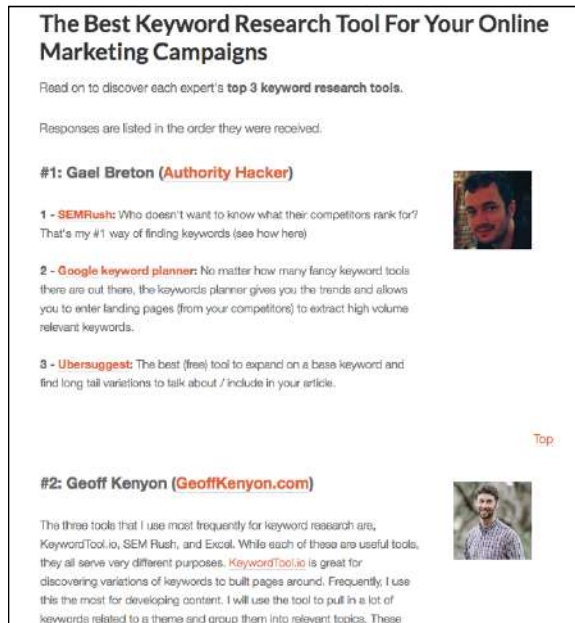 The Best Keyword Research Tool For Your Online
Marketing Campaigns
Read on to discover each expert's top 3 keyword research tools.
Responses are listed in the order they were received.
#1: Gael Breton (Authority Hacker)
1 - SEMRush: Who doesn't want to know what their competitors rank for?
That's my #1 way of finding keywords (see how here)
2 - Google keyword planner: No matter how many fancy keyword tools
there are out there, the keywords planner gives you the trends and allows
you to enter landing pages (from your competitors) to extract high volume
relevant keywords.
3 - Ubersuggest: The best (free) tool to expand on a base keyword and
find long tail variations to talk about / include in your article.
Top
#2: Geoff Kenyon (GeoffKenyon.com)
The three tools that I use most frequently for keyword research are,
KeywordTool.io, SEM Rush, and Excel. While each of these are useful tools,
they all serve very different purposes. KeywordTool.io is great for
discovering variations of keywords to built pages around. Frequently, I use
this the most for developing content. I will use the tool to pull in a lot of
keywords related to a theme and group them into relevant topics. These